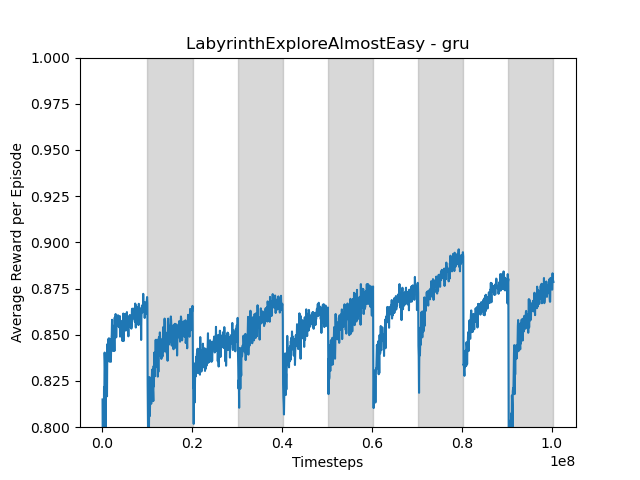 LabyrinthExploreAlmostEasy - gru
1.000
0.975
0.950
0.925
0.900
0.875
0.850
0.825
0.800
Average Reward per Episode
0.0 0.2 0.4 0.6 0.8 1.0
1e8
Timesteps